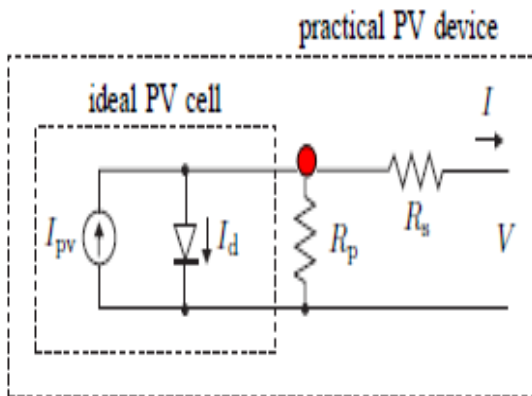 practical PV device
ideal PV cell
I
I_pv
I_d
R_p
R_s
V